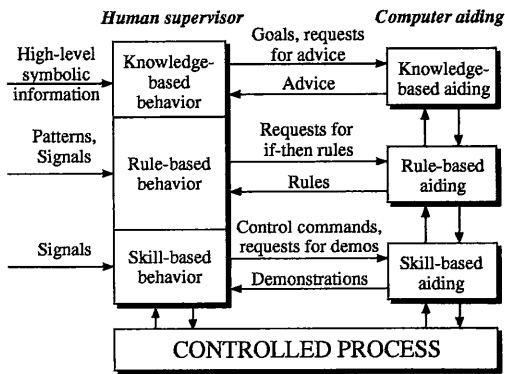 Human supervisor
Computer aiding
High-level
symbolic
information
Knowledge-
based
behavior
Goals, requests
for advice
Advice
Knowledge-
based aiding
Patterns,
Signals
Rule-based
behavior
Requests for
if-then rules
Rules
Rule-based
aiding
Signals
Skill-based
behavior
Control commands,
requests for demos
Demonstrations
Skill-based
aiding
CONTROLLED PROCESS